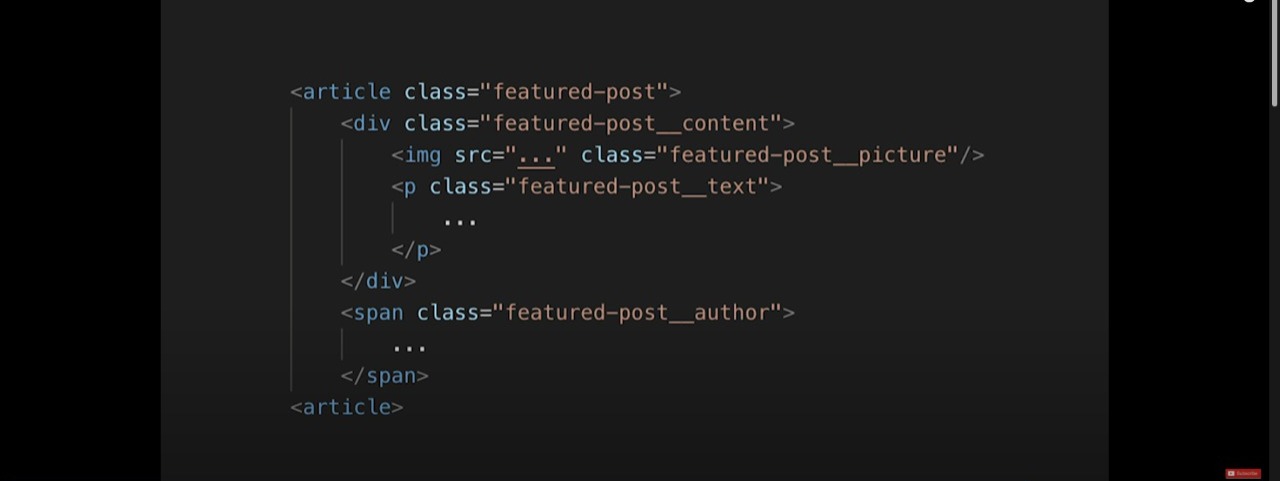 <article class="featured-post">
<div class="featured-post__content">
<img src="..." class="featured-post__picture"/>
<p class="featured-post__text">
...
</p>
</div>
<span class="featured-post__author">
...
</span>
<article>
Subscribe